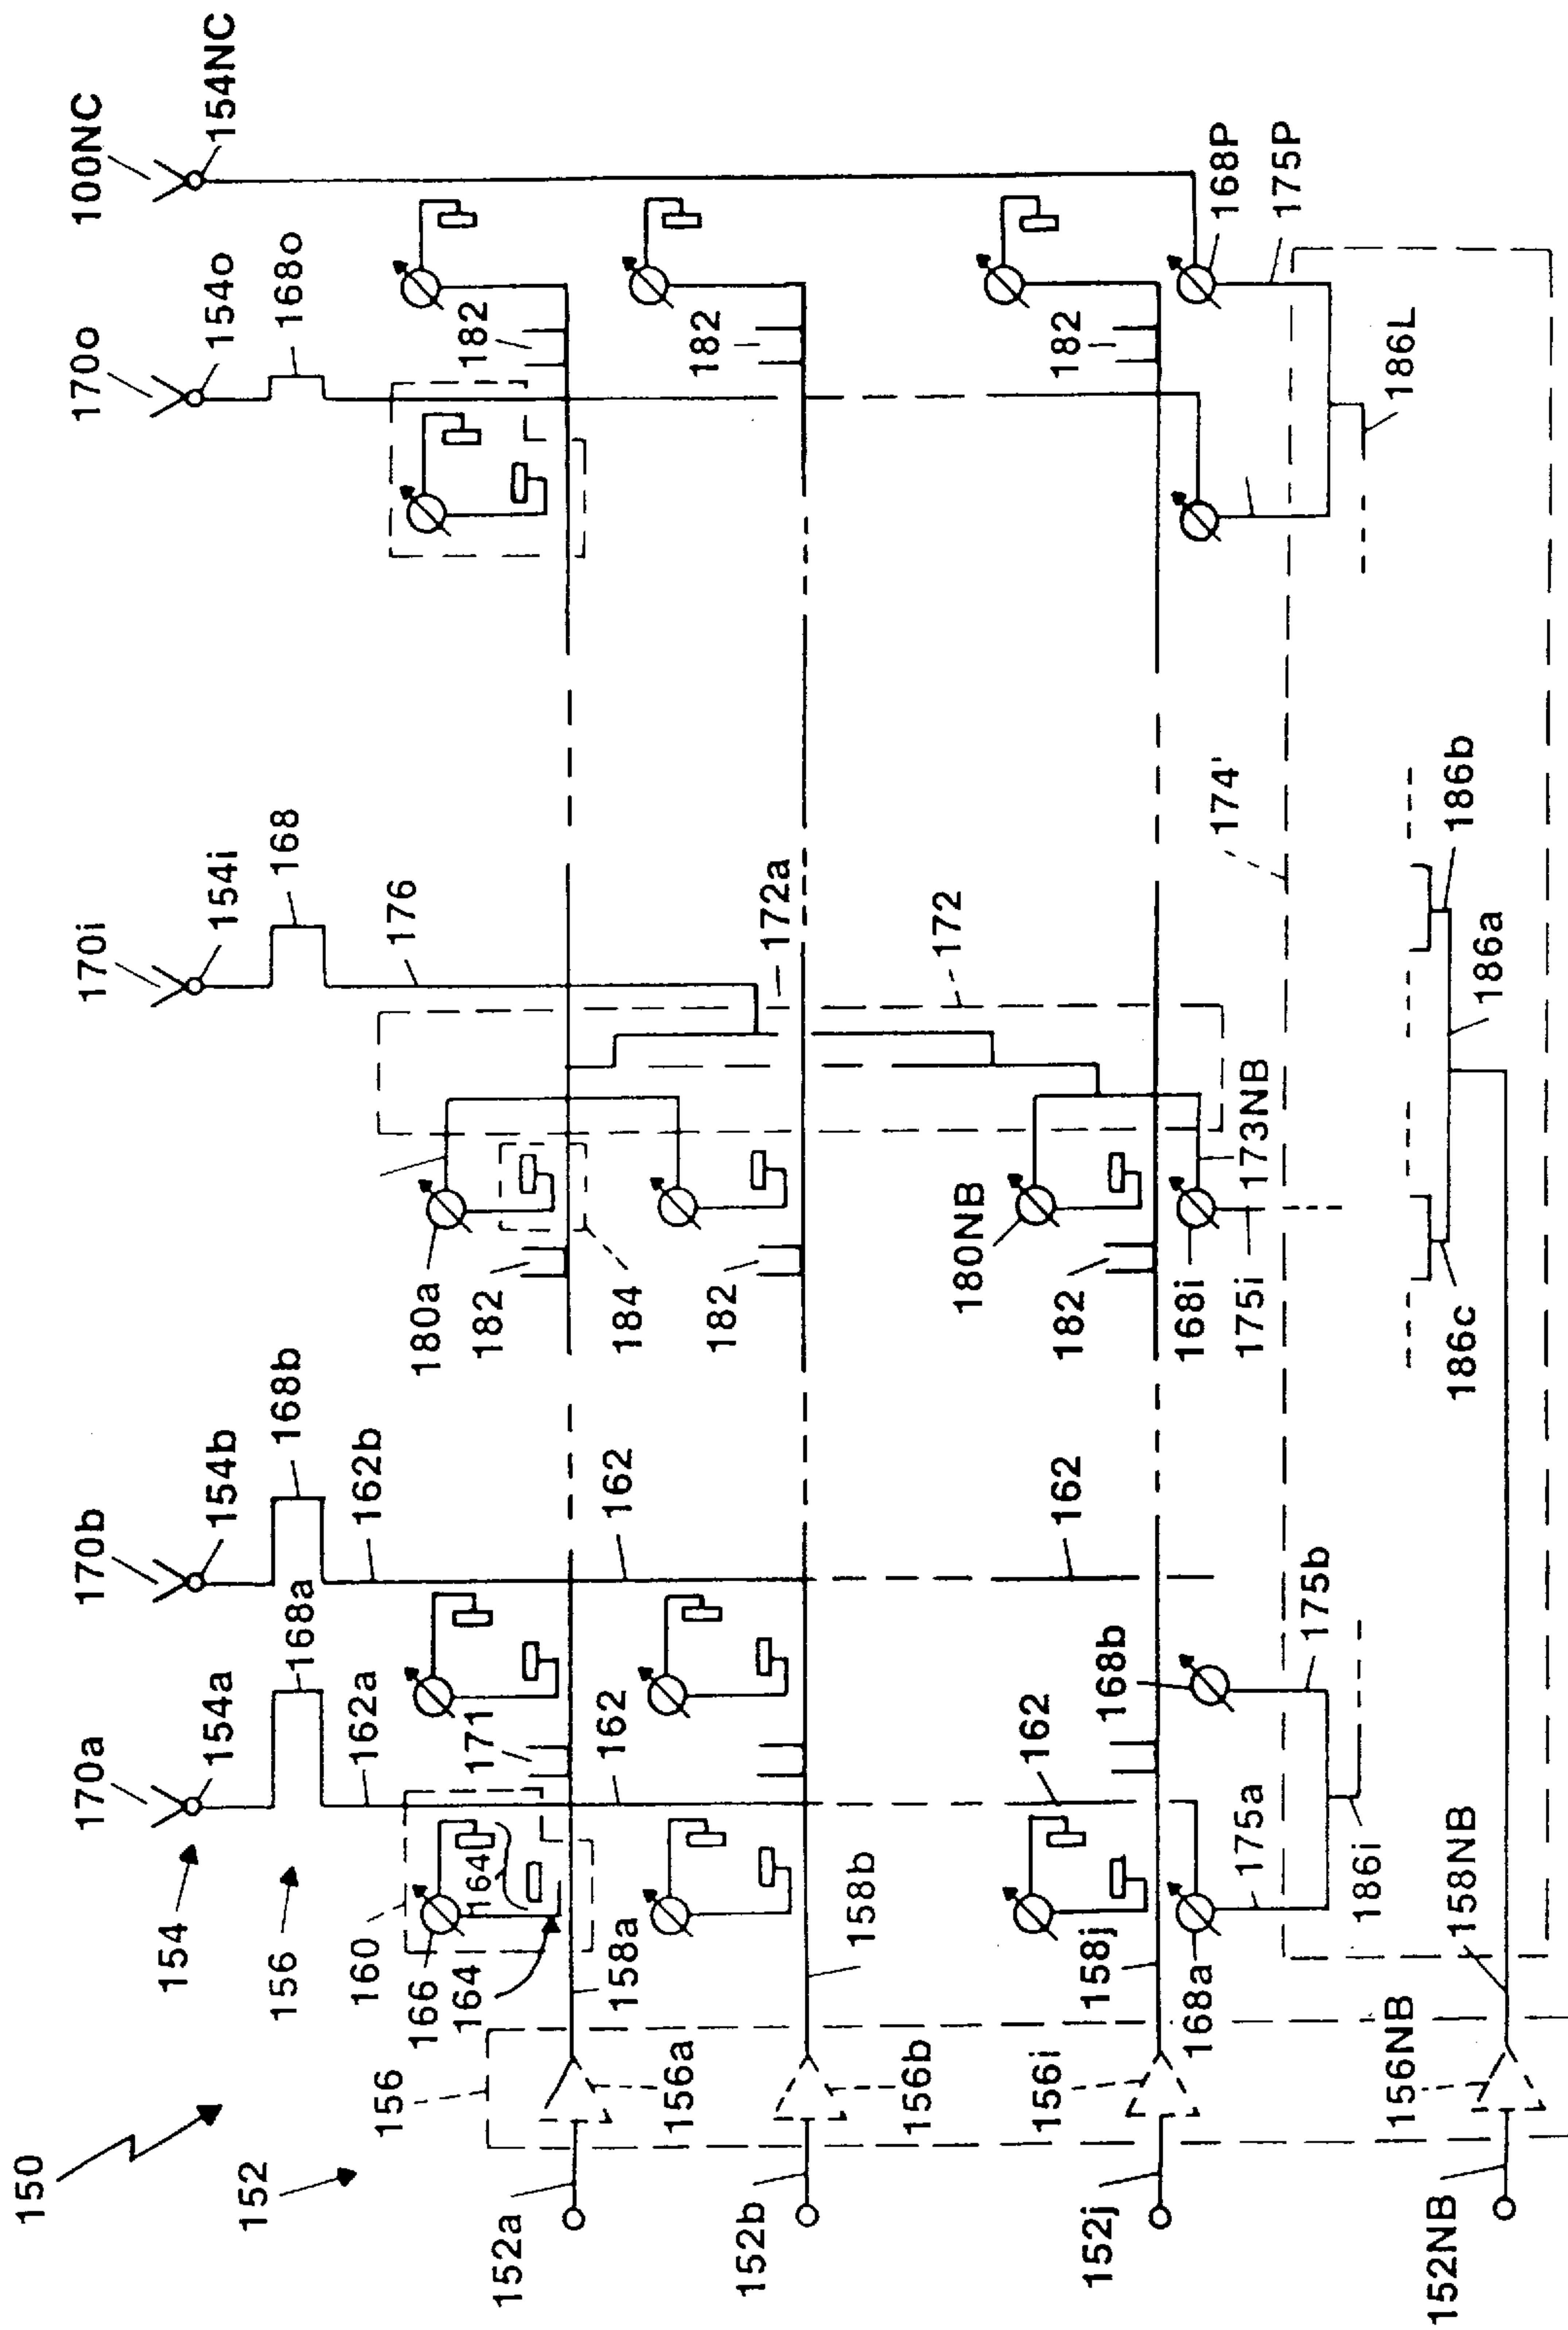 150
152
154
156
170a
154a
168a
162a
170b
154b
168b
162b
170i
154i
168
176
170o
154o
168o
100NC
154NC
160
166
164
164
171
162
162
180a
182
184
172a
172
182
156
156a
158a
152a
162
182
182
156b
158b
152b
162
162
168b
180NB
182
182
156i
158j
152j
168a
175a
175b
186i
168i
175i
173NB
174'
168P
175P
186L
186c
186a
186b
156NB
158NB
152NB